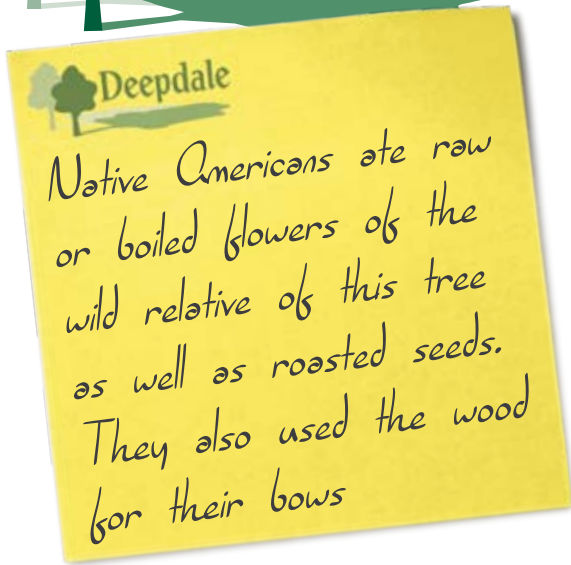 Deepdale
Native Americans ate raw
or boiled flowers of the
wild relative of this tree
as well as roasted seeds.
They also used the wood
for their bows